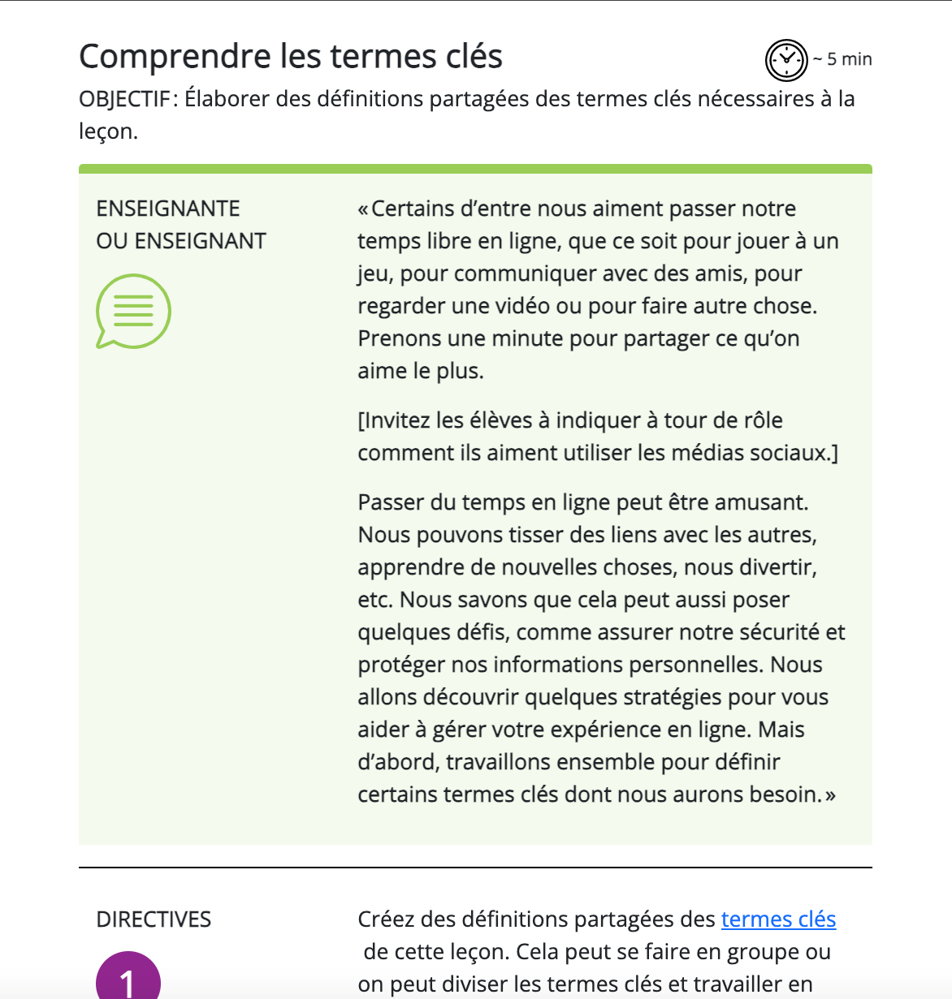 Comprendre les termes clés
~ 5 min
OBJECTIF : Élaborer des définitions partagées des termes clés nécessaires à la
leçon.
ENSEIGNANTE
OU ENSEIGNANT
« Certains d’entre nous aiment passer notre
temps libre en ligne, que ce soit pour jouer à un
jeu, pour communiquer avec des amis, pour
regarder une vidéo ou pour faire autre chose.
Prenons une minute pour partager ce qu’on
aime le plus.
[Invitez les élèves à indiquer à tour de rôle
comment ils aiment utiliser les médias sociaux.]
Passer du temps en ligne peut être amusant.
Nous pouvons tisser des liens avec les autres,
apprendre de nouvelles choses, nous divertir,
etc. Nous savons que cela peut aussi poser
quelques défis, comme assurer notre sécurité et
protéger nos informations personnelles. Nous
allons découvrir quelques stratégies pour vous
aider à gérer votre expérience en ligne. Mais
d’abord, travaillons ensemble pour définir
certains termes clés dont nous aurons besoin. »
DIRECTIVES
1
Créez des définitions partagées des termes clés
de cette leçon. Cela peut se faire en groupe ou
on peut diviser les termes clés et travailler en